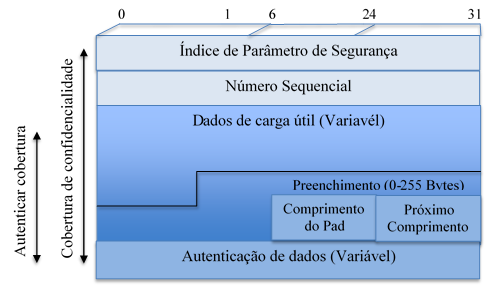 0 1 6 24 31
Índice de Parâmetro de Segurança
Número Sequencial
Dados de carga útil (Variavél)
Preenchimento (0-255 Bytes)
Comprimento
do Pad
Próximo
Comprimento
Autenticação de dados (Variável)
Autenticar cobertura
Cobertura de confidencialidade